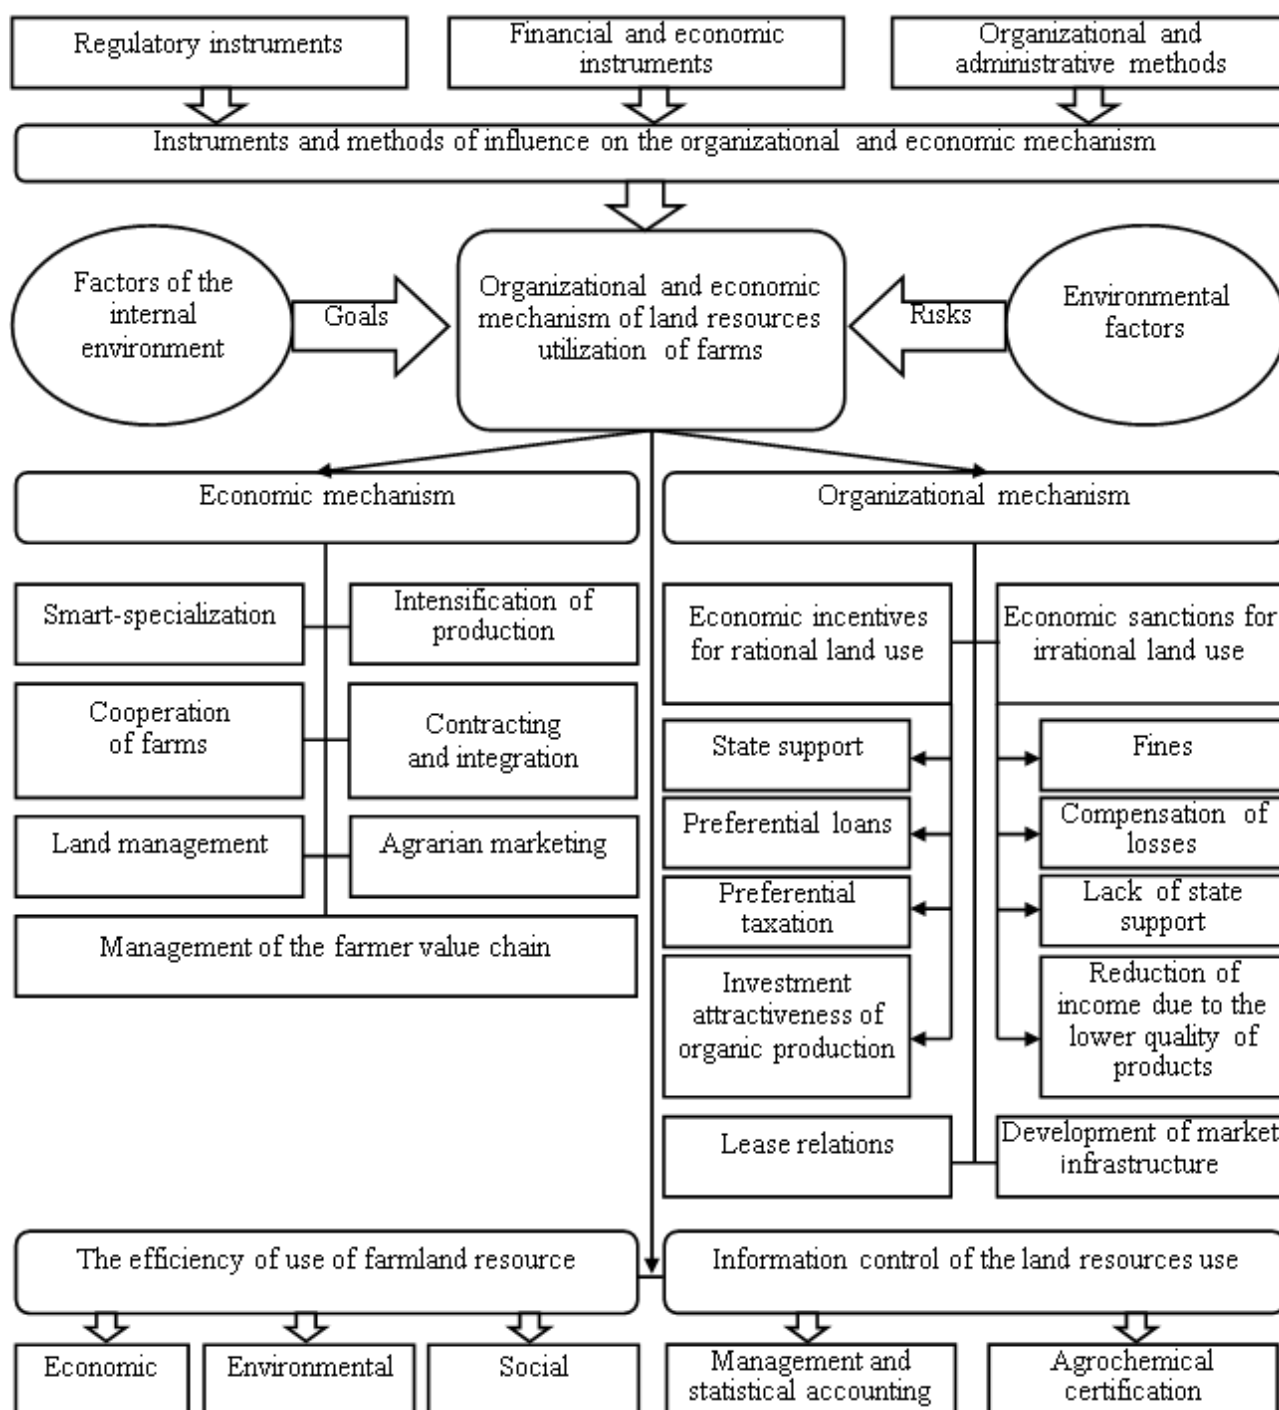 Regulatory instruments
Financial and economic
instruments
Organizational and
administrative methods
Instruments and methods of influence on the organizational and economic mechanism
Factors of the
internal
environment
Goals
Organizational and economic
mechanism of land resources
utilization of farms
Risks
Environmental
factors
Economic mechanism
Organizational mechanism
Smart-specialization
Intensification of
production
Cooperation
of farms
Contracting
and integration
Land management
Agrarian marketing
Management of the farmer value chain
Economic incentives
for rational land use
Economic sanctions for
irrational land use
State support
Fines
Preferential loans
Compensation of
losses
Preferential
taxation
Lack of state
support
Investment
attractiveness of
organic production
Reduction of
income due to the
lower quality of
products
Lease relations
Development of market
infrastructure
The efficiency of use of farmland resource
Information control of the land resources use
Economic
Environmental
Social
Management and
statistical accounting
Agrochemical
certification